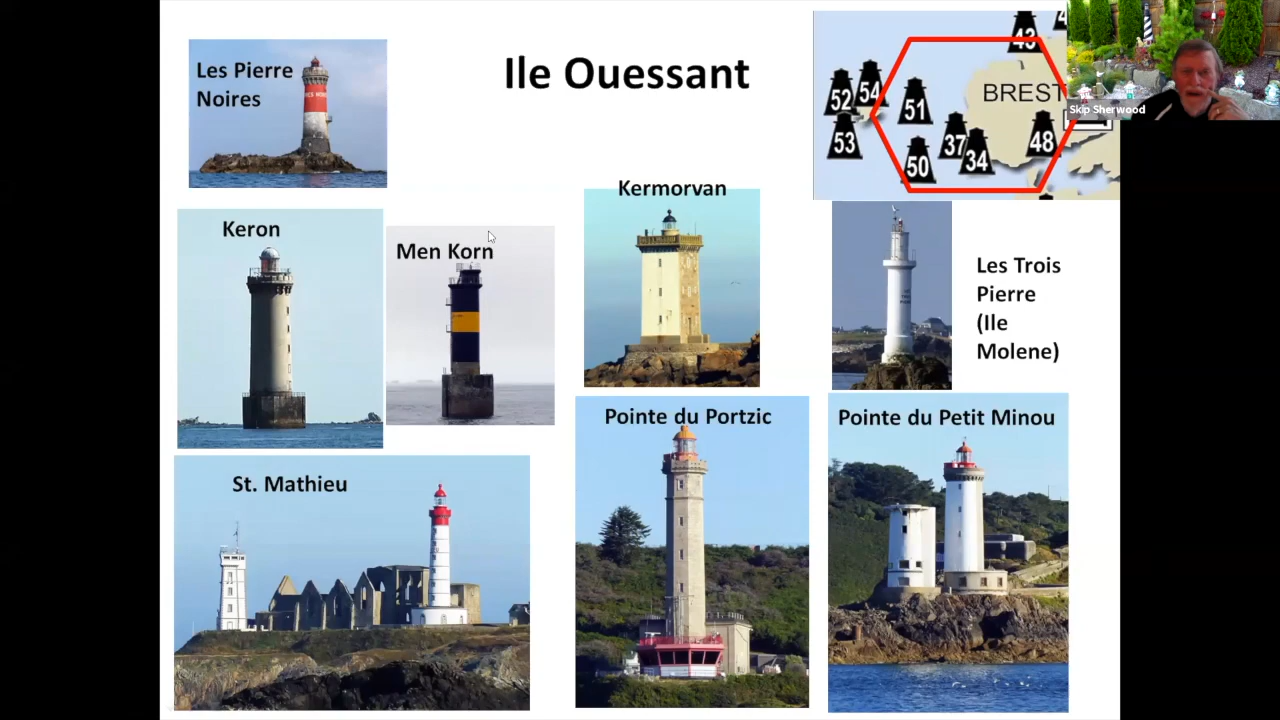 Ile Ouessant
Les Pierre
Noires
43
52
54
51
BREST
53
37
34
48
50
Skip Sherwood
Keron
Men Korn
Kermorvan
Les Trois
Pierre
(Ile
Molene)
St. Mathieu
Pointe du Portzic
Pointe du Petit Minou